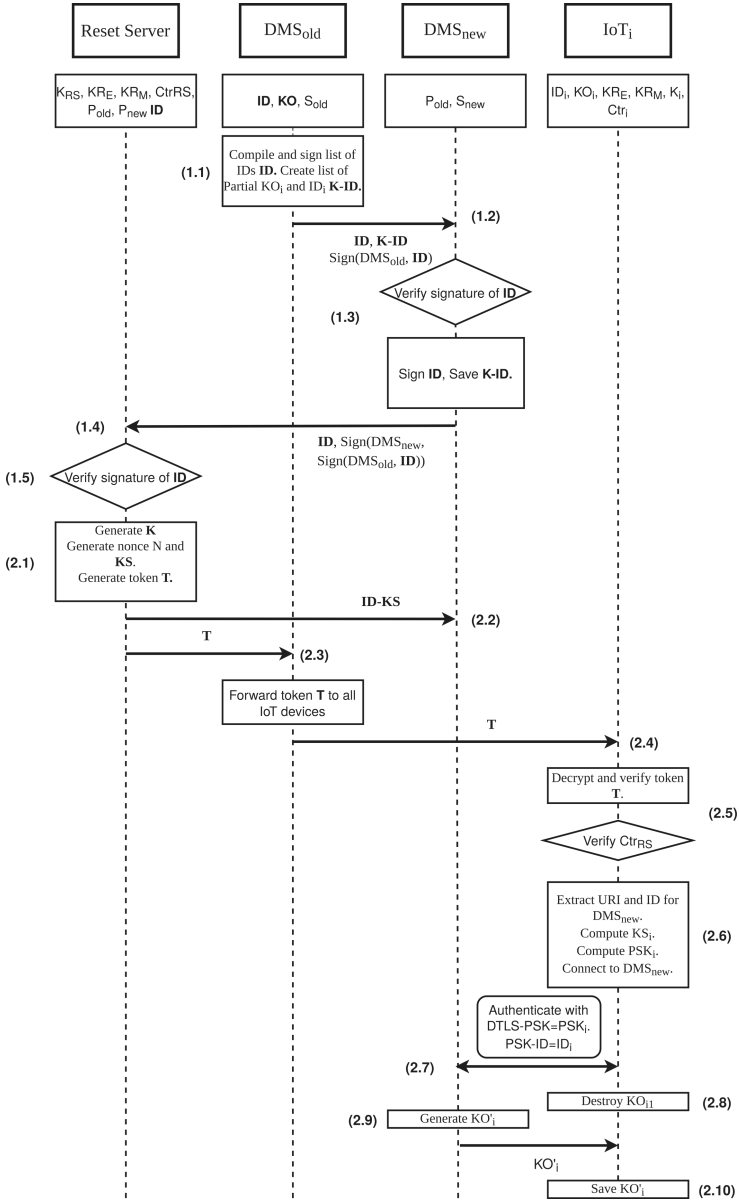 Reset Server
DMSold
DMSnew
IoTi
KRS, KRE, KRM, CtrRS,
Pold, Pnew ID
ID, KO, Sold
Pold, Snew
IDi, KOi, KRE, KRM, Ki,
Ctri
(1.1)
Compile and sign list of
IDs ID. Create list of
Partial KOi and IDi K-ID.
(1.2)
ID, K-ID
Sign(DMSold, ID)
Verify signature of ID
(1.3)
Sign ID, Save K-ID.
(1.4)
ID, Sign(DMSnew,
Sign(DMSold, ID))
(1.5)
Verify signature of ID
(2.1)
Generate K
Generate nonce N and
KS.
Generate token T.
ID-KS
(2.2)
T
(2.3)
Forward token T to all
IoT devices
T
(2.4)
Decrypt and verify token
T.
(2.5)
Verify CtrRS
Extract URI and ID for
DMSnew.
Compute KSi.
Compute PSKi.
Connect to DMSnew.
(2.6)
Authenticate with
DTLS-PSK=PSKi.
PSK-ID=IDi
(2.7)
Destroy KOi1
(2.8)
(2.9)
Generate KO'i
KO'i
Save KO'i
(2.10)